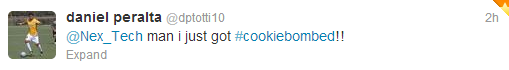 daniel peralta @dptotti10 2h
@Nex_Tech man i just got #cookiebombed!!
Expand